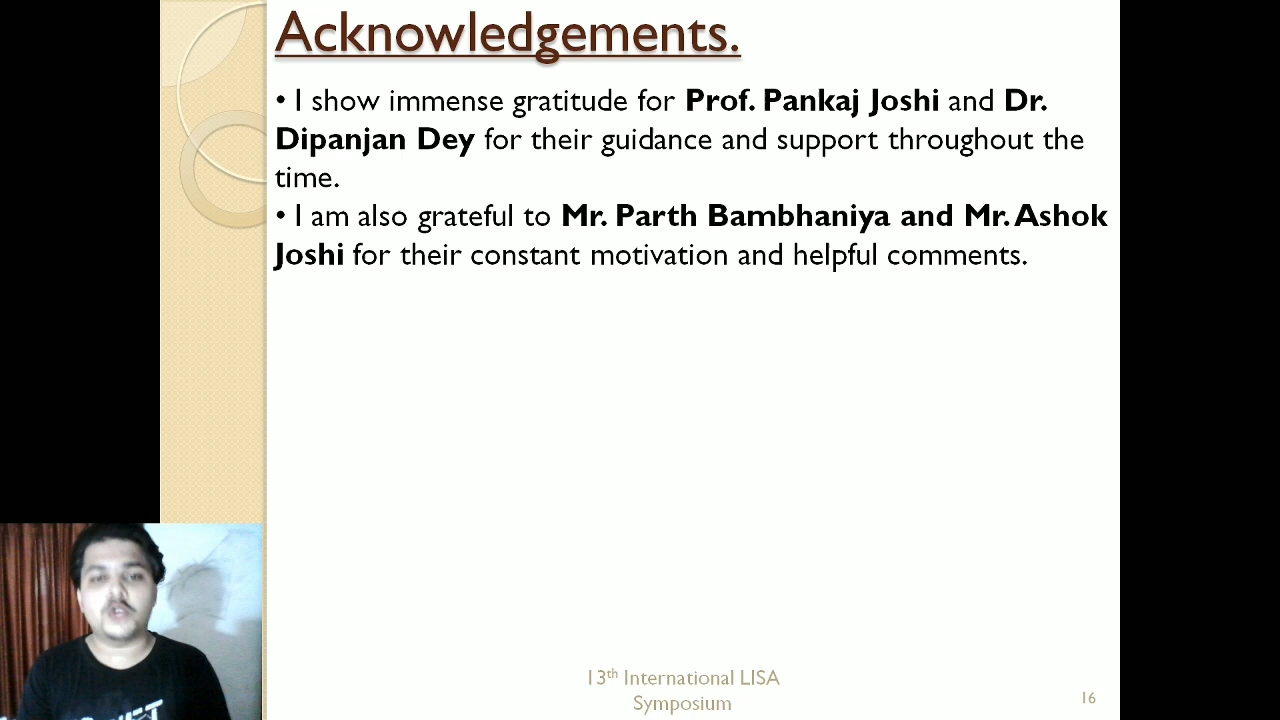 Acknowledgements.
• I show immense gratitude for Prof. Pankaj Joshi and Dr.
Dipanjan Dey for their guidance and support throughout the
time.
• I am also grateful to Mr. Parth Bambhaniya and Mr. Ashok
Joshi for their constant motivation and helpful comments.
13th International LISA
Symposium
16